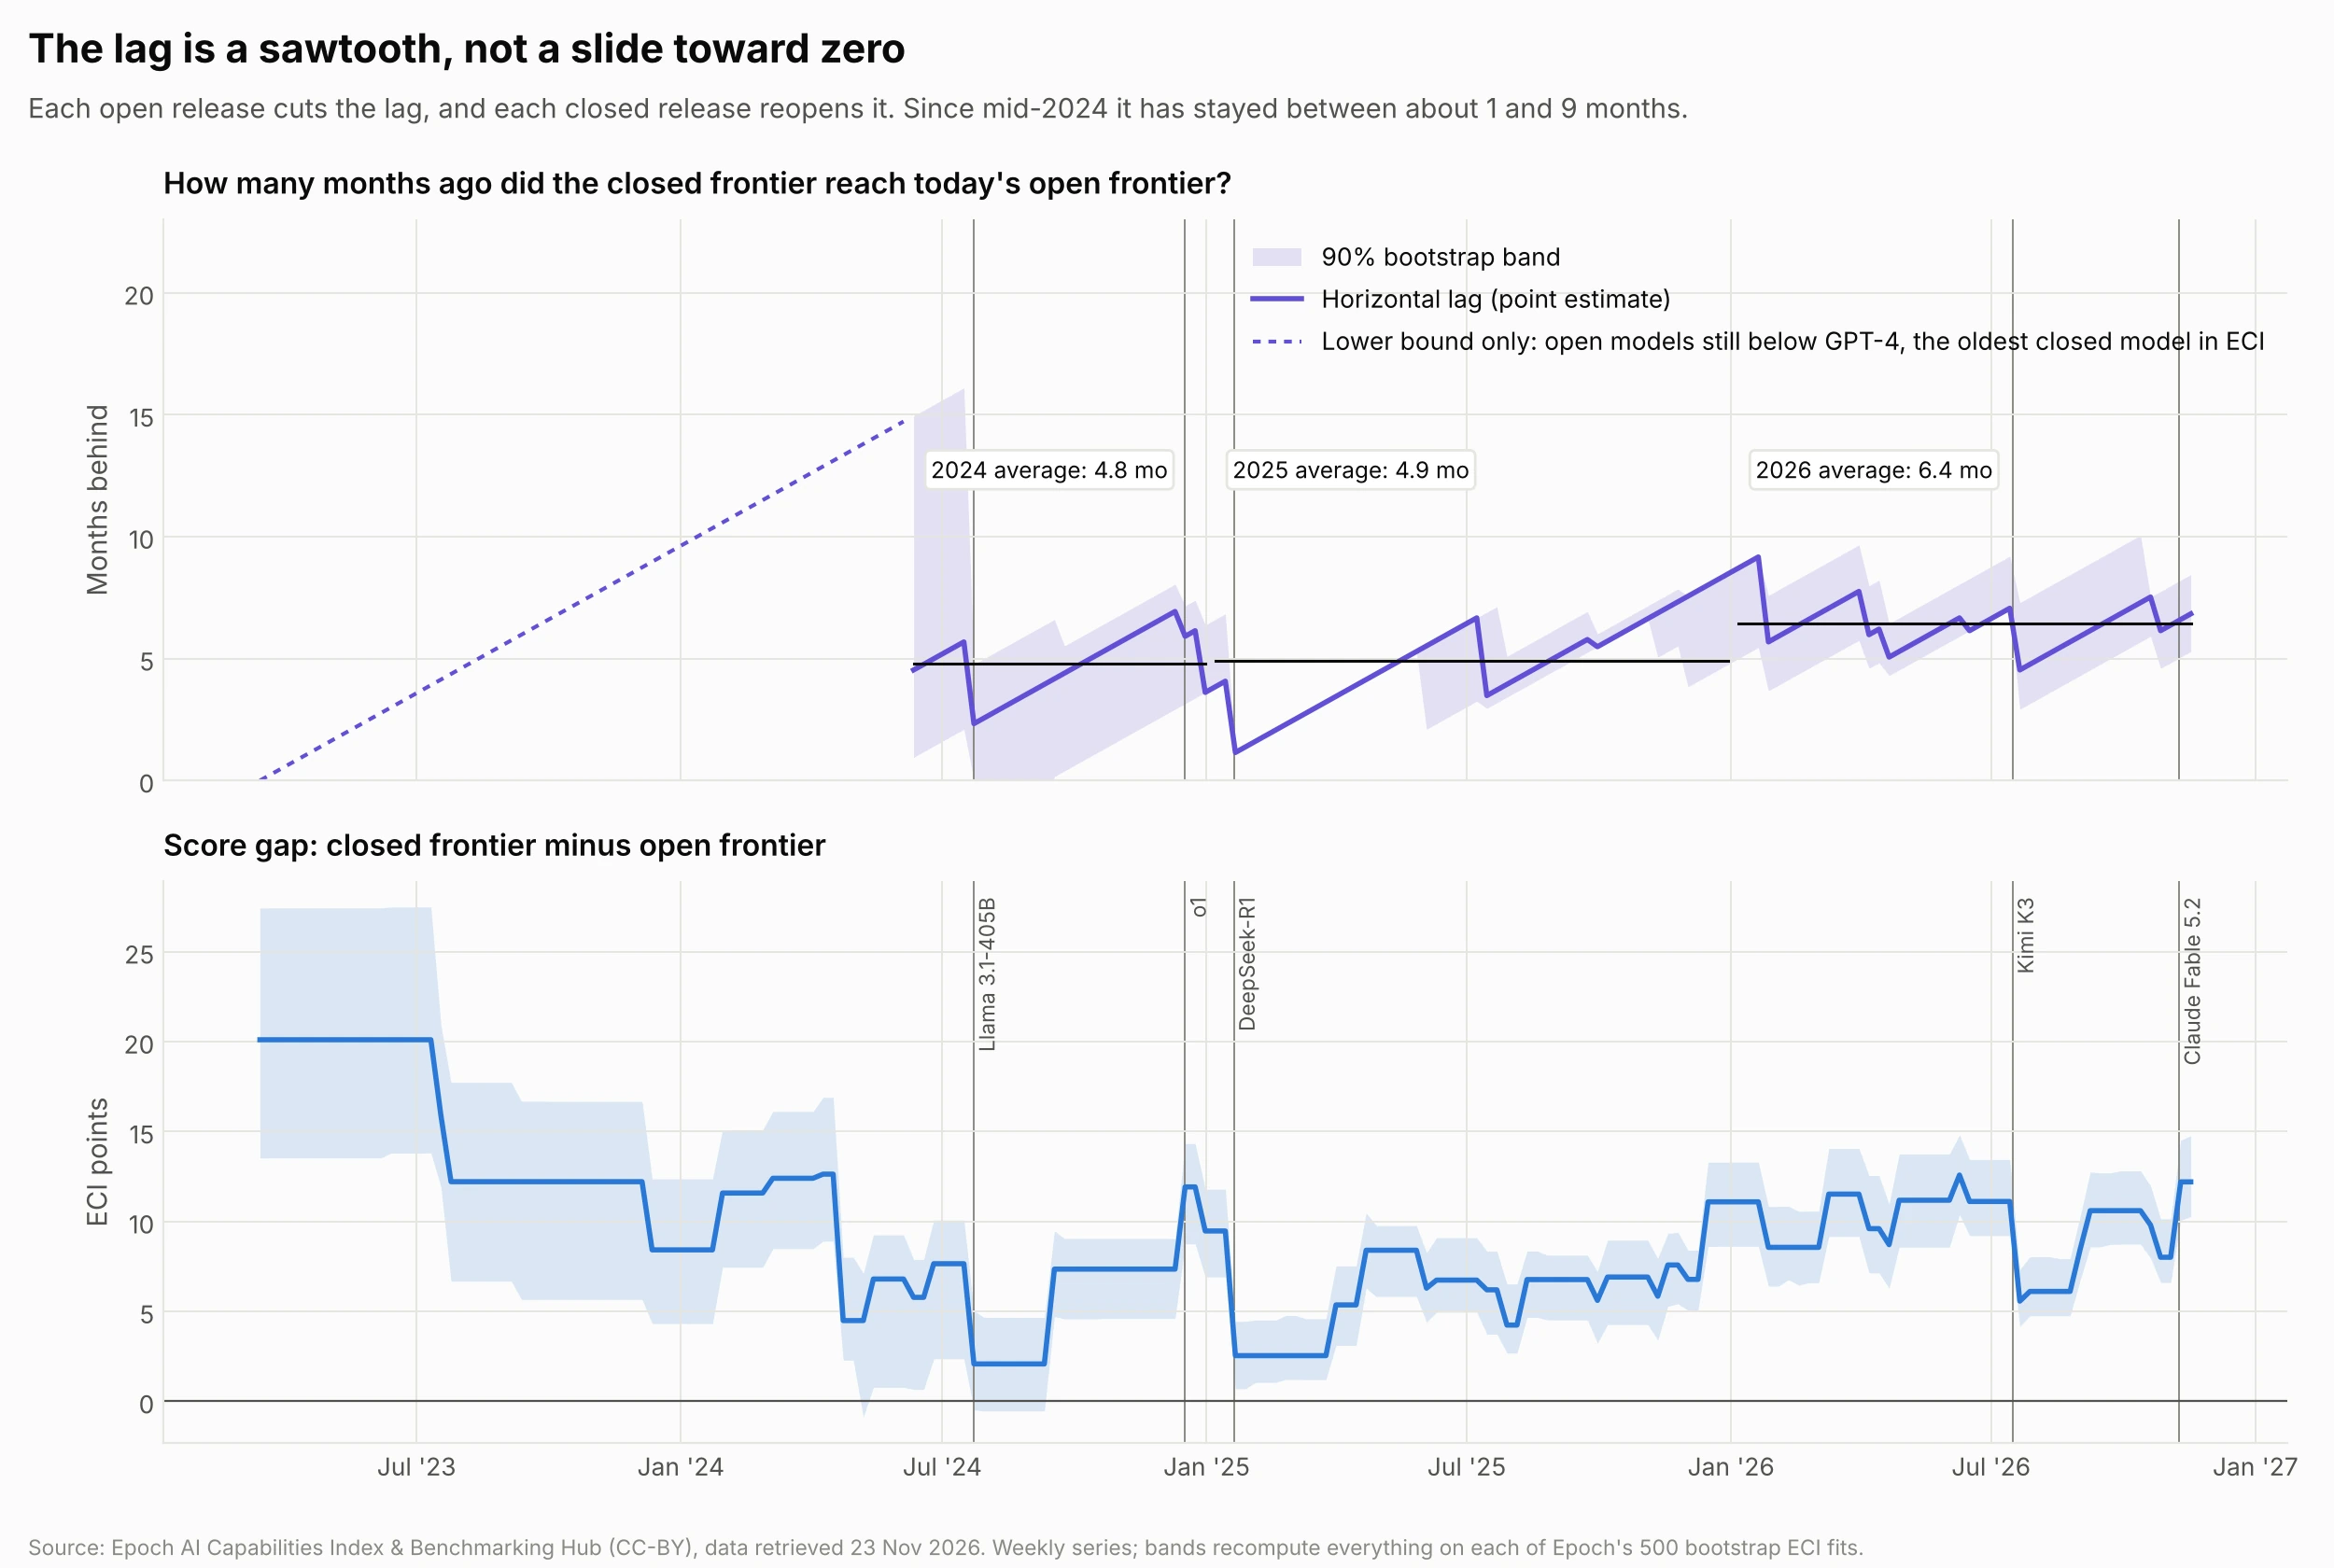 The lag is a sawtooth, not a slide toward zero
Each open release cuts the lag, and each closed release reopens it. Since mid-2024 it has stayed between about 1 and 9 months.
How many months ago did the closed frontier reach today's open frontier?
90% bootstrap band
Horizontal lag (point estimate)
Lower bound only: open models still below GPT-4, the oldest closed model in ECI
Months behind
20
15
10
5
0
2024 average: 4.8 mo
2025 average: 4.9 mo
2026 average: 6.4 mo
Score gap: closed frontier minus open frontier
ECI points
25
20
15
10
5
0
Llama 3.1-405B
o1
DeepSeek-R1
Kimi K3
Claude Fable 5.2
Jul '23
Jan '24
Jul '24
Jan '25
Jul '25
Jan '26
Jul '26
Jan '27
Source: Epoch AI Capabilities Index & Benchmarking Hub (CC-BY), data retrieved 23 Nov 2026. Weekly series; bands recompute everything on each of Epoch's 500 bootstrap ECI fits.